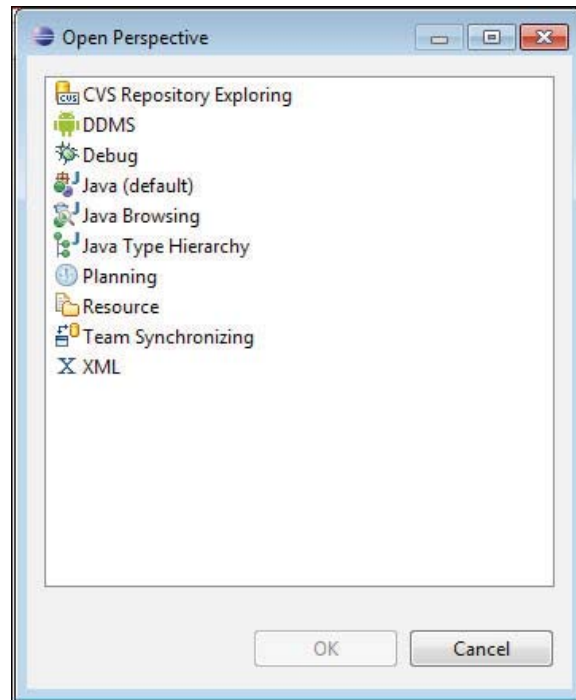 Open Perspective
CVS Repository Exploring
DDMS
Debug
Java (default)
Java Browsing
Java Type Hierarchy
Planning
Resource
Team Synchronizing
XML
OK
Cancel